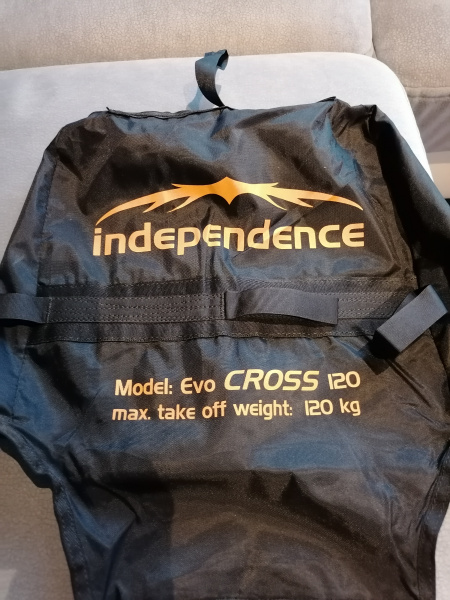 independence
Model: Evo CROSS 120
max. take off weight: 120 kg